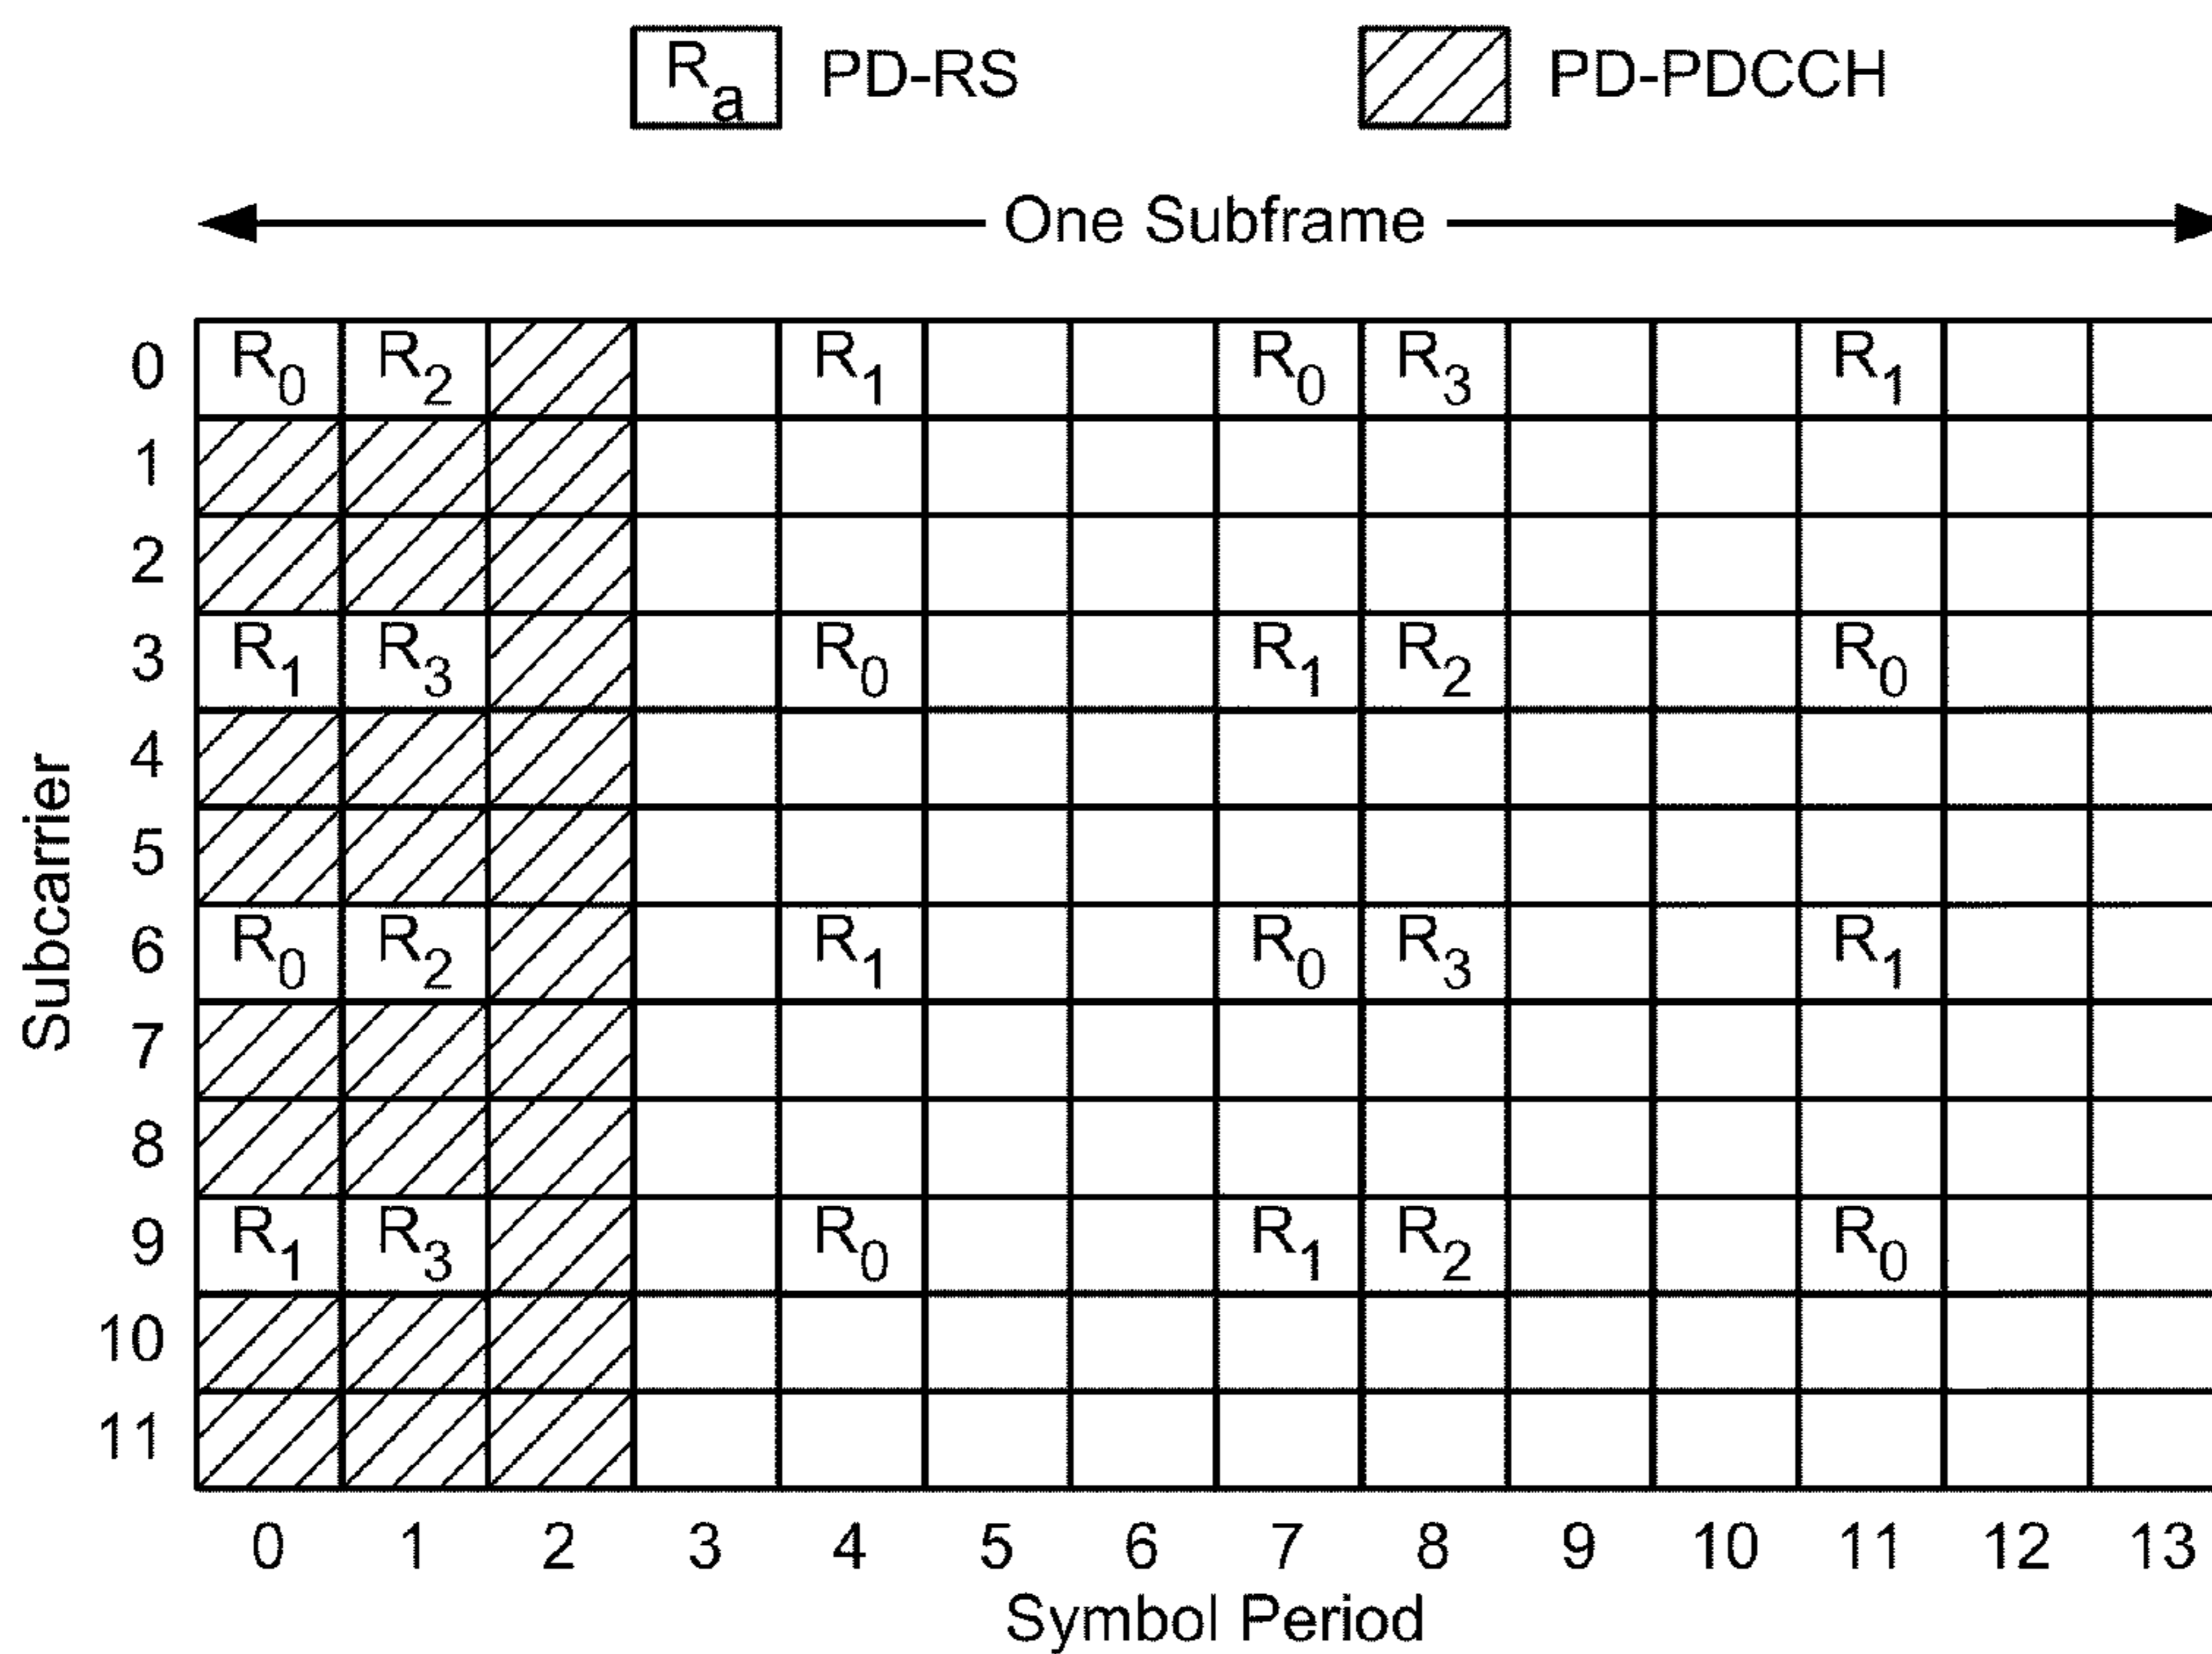 Ra PD-RS PD-PDCCH
One Subframe
0 R0 R2 R1 R0 R3 R1
1
2
3 R1 R3 R0 R1 R2 R0
4
5
6 R0 R2 R1 R0 R3 R1
7
8
9 R1 R3 R0 R1 R2 R0
10
11
Subcarrier
0 1 2 3 4 5 6 7 8 9 10 11 12 13
Symbol Period